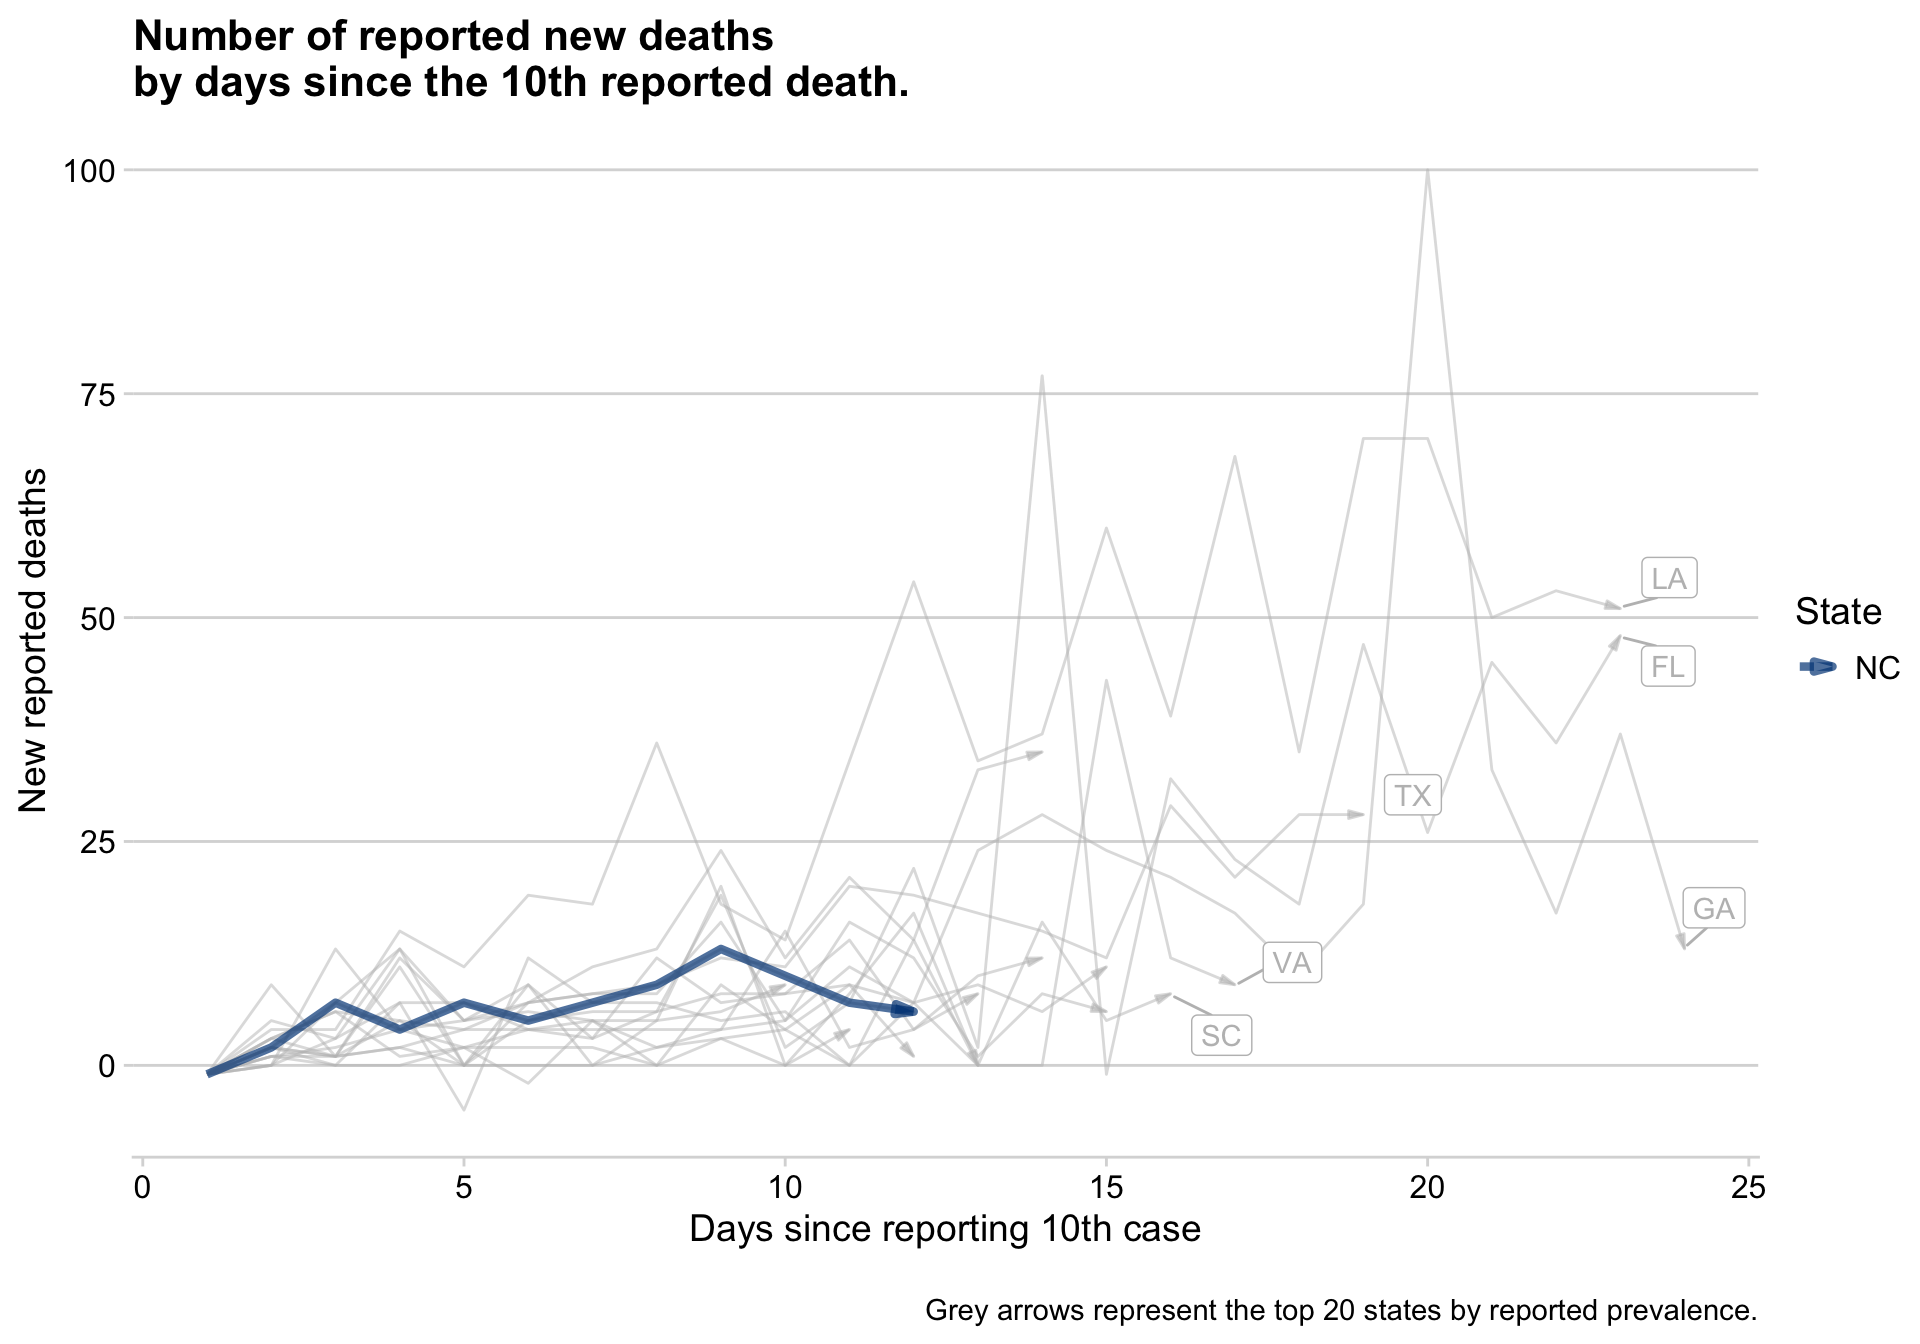 Number of reported new deaths
by days since the 10th reported death.
100
75
50
25
0
New reported deaths
LA
FL
TX
GA
VA
SC
State
NC
0 5 10 15 20 25
Days since reporting 10th case
Grey arrows represent the top 20 states by reported prevalence.